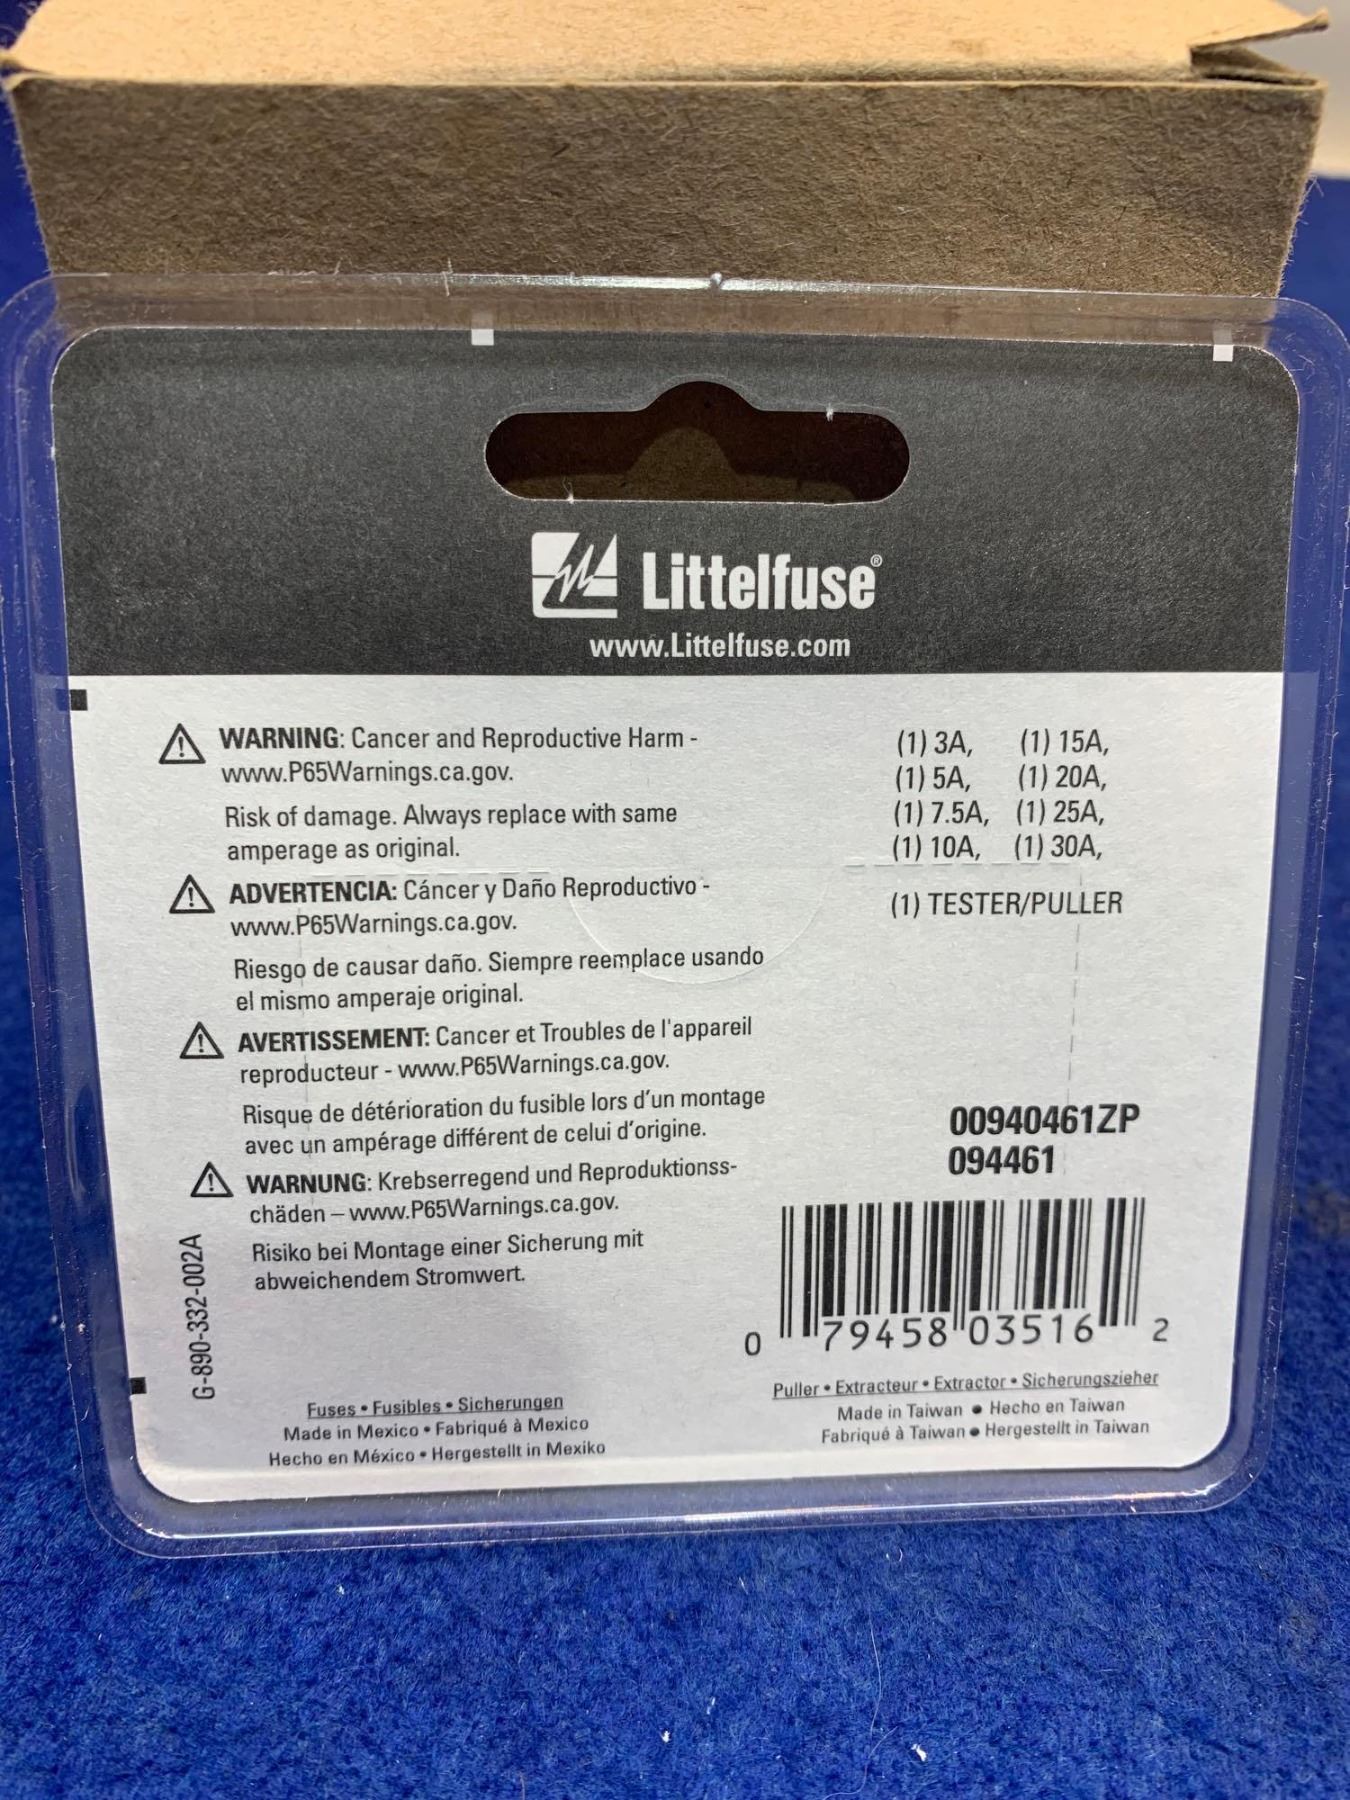 Littelfuse®
www.Littelfuse.com
WARNING: Cancer and Reproductive Harm -
www.P65Warnings.ca.gov.
Risk of damage. Always replace with same
amperage as original.
ADVERTENCIA: Cáncer y Daño Reproductivo -
www.P65Warnings.ca.gov.
Riesgo de causar daño. Siempre reemplace usando
el mismo amperaje original.
AVERTISSEMENT: Cancer et Troubles de l'appareil
reproducteur - www.P65Warnings.ca.gov.
Risque de détérioration du fusible lors d'un montage
avec un ampérage différent de celui d'origine.
WARNUNG: Krebserregend und Reproduktionss-
chäden – www.P65Warnings.ca.gov.
Risiko bei Montage einer Sicherung mit
abweichendem Stromwert.
G-890-332-002A
Fuses • Fusibles • Sicherungen
Made in Mexico • Fabriqué à Mexico
Hecho en México • Hergestellt in Mexiko
(1) 3A, (1) 15A,
(1) 5A, (1) 20A,
(1) 7.5A, (1) 25A,
(1) 10A, (1) 30A,
(1) TESTER/PULLER
00940461ZP
094461
0 79458 03516 2
Puller • Extracteur • Extractor • Sicherungszieher
Made in Taiwan • Hecho en Taiwan
Fabriqué à Taiwan • Hergestellt in Taiwan